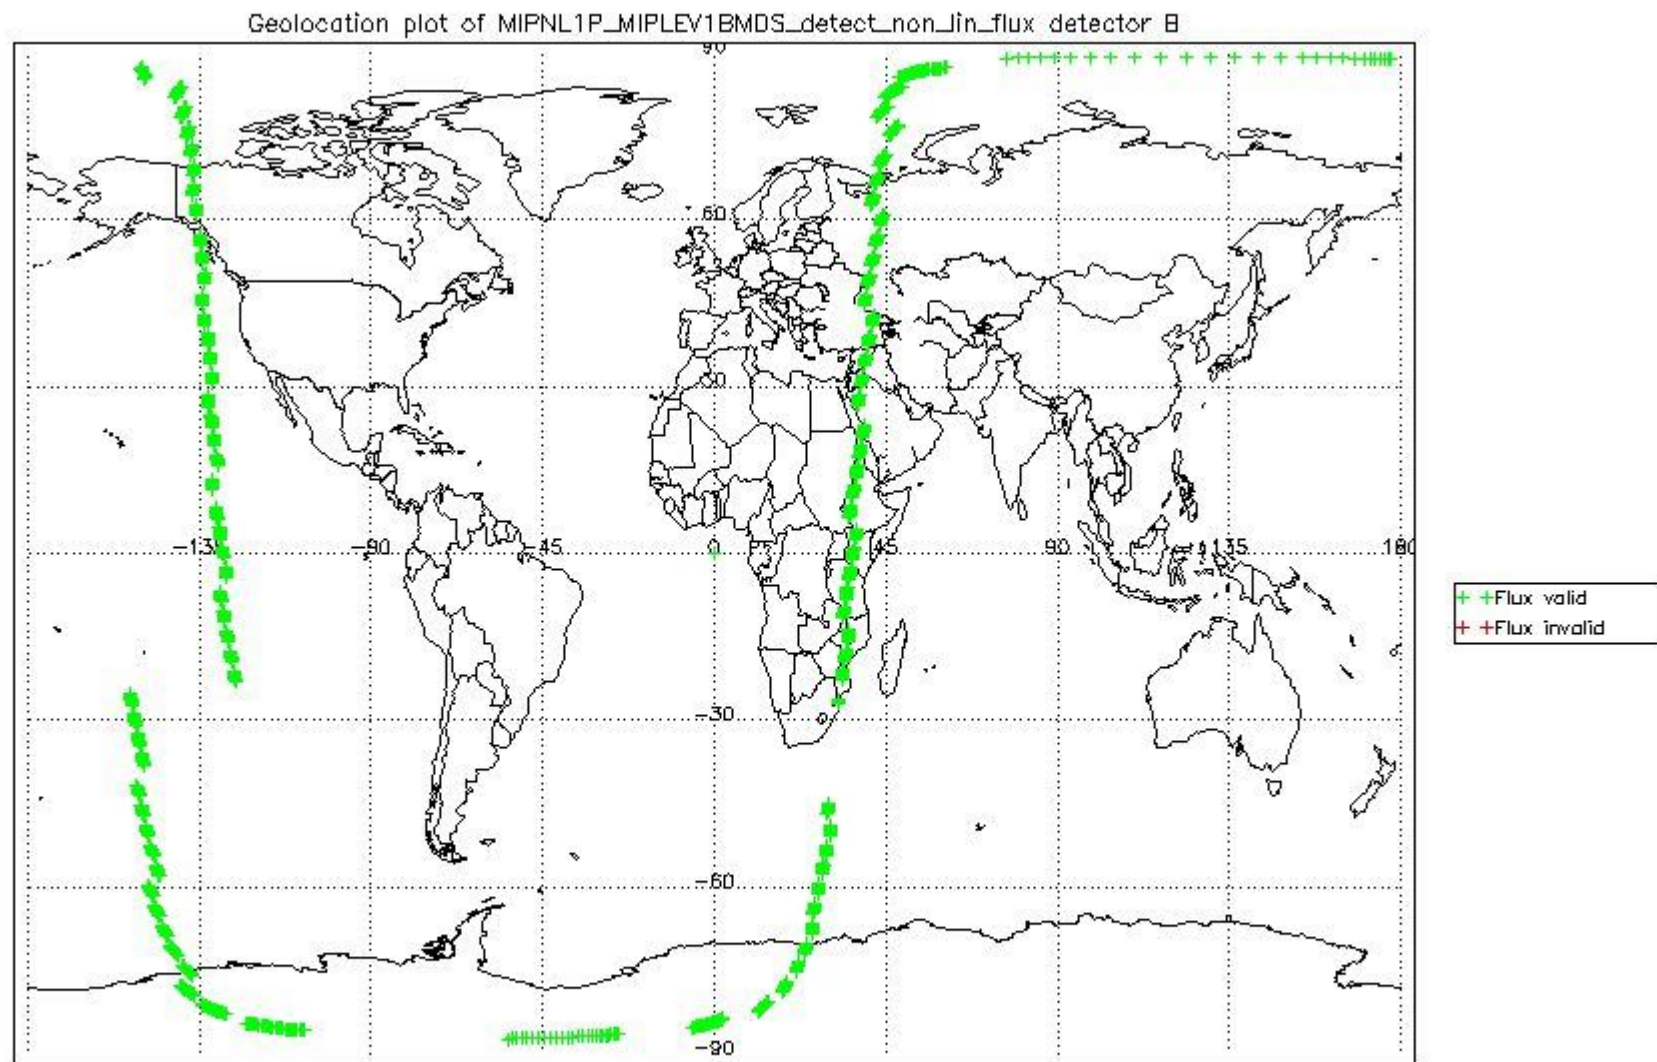 Geolocation plot of MIPNL1P_MIPLEV1BMDS_detect_non_lin_flux detector B
90
60
30
-135 -90 -45 0 45 90 135 180
-30
-60
-90
Flux valid
Flux invalid